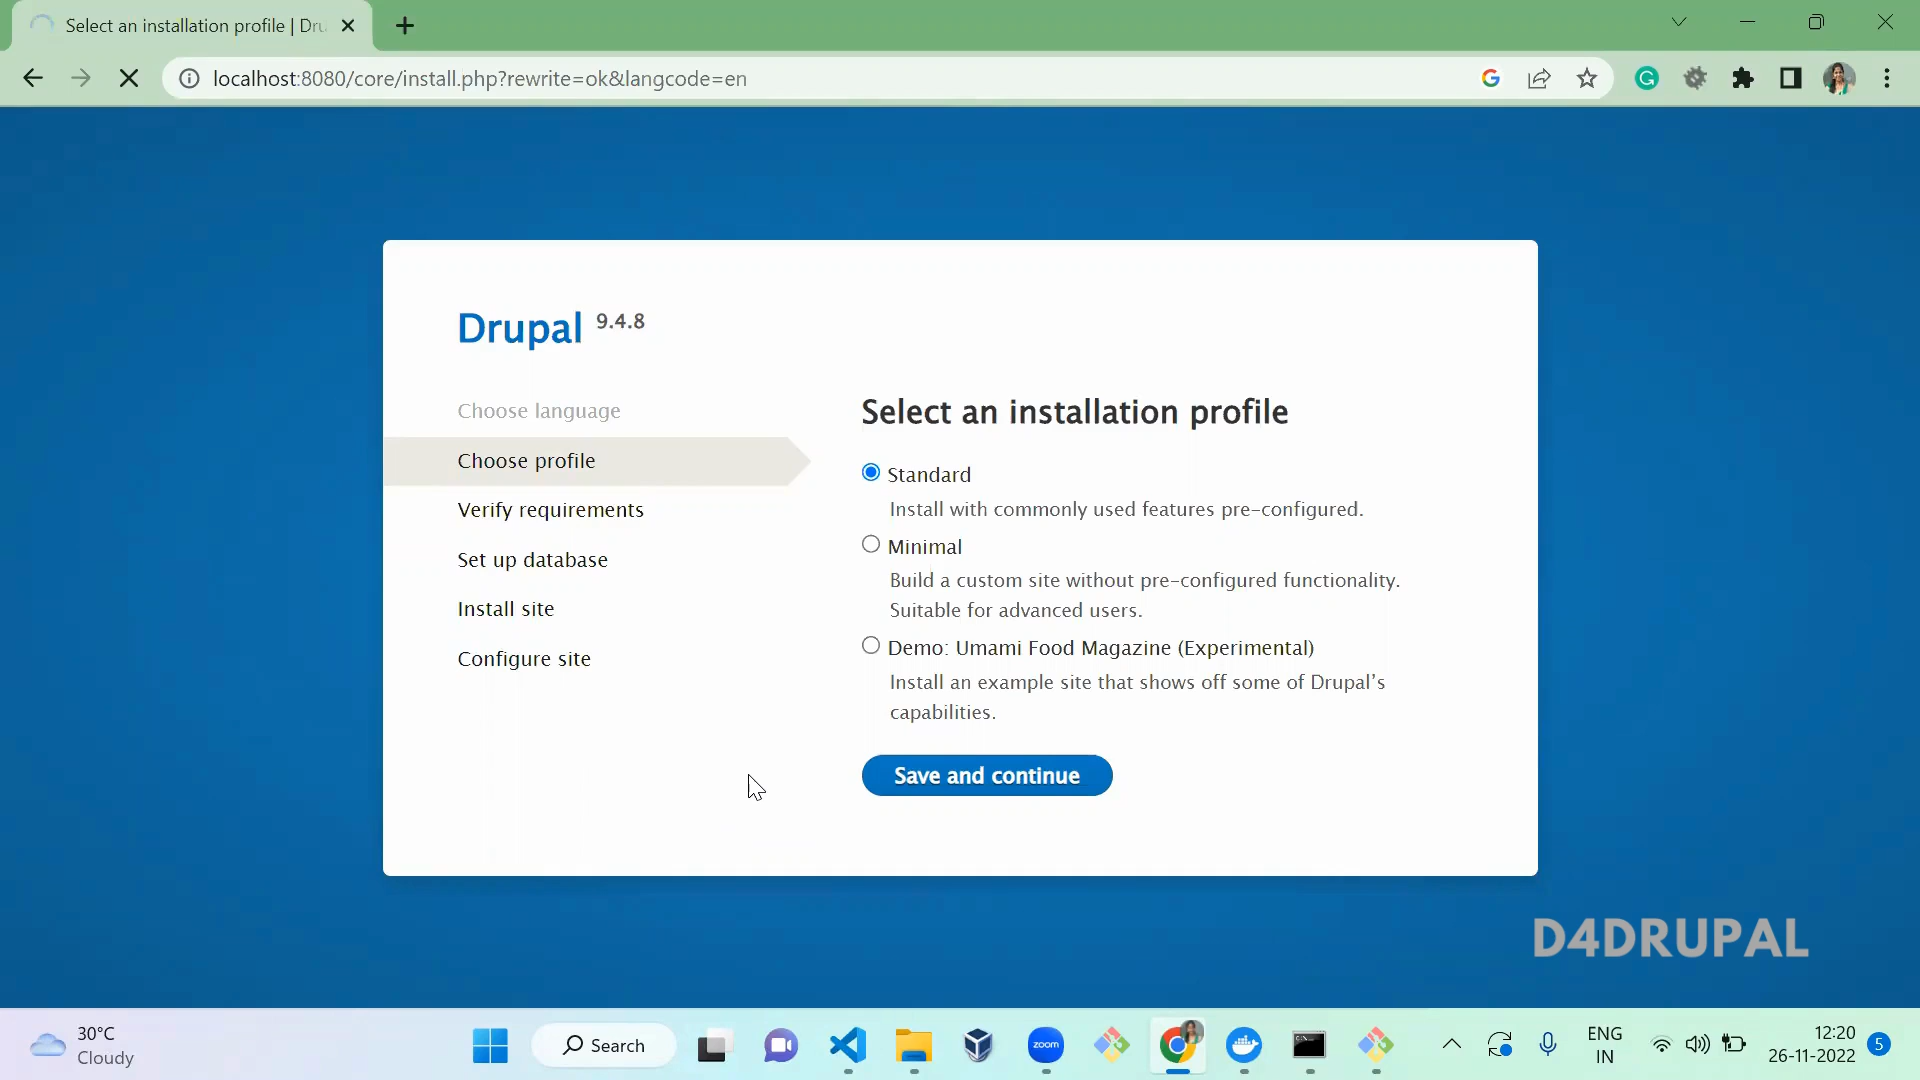 Select an installation profile | Dru
localhost:8080/core/install.php?rewrite=ok&langcode=en
Drupal 9.4.8
Choose language
Choose profile
Verify requirements
Set up database
Install site
Configure site
Select an installation profile
Standard
Install with commonly used features pre-configured.
Minimal
Build a custom site without pre-configured functionality.
Suitable for advanced users.
Demo: Umami Food Magazine (Experimental)
Install an example site that shows off some of Drupal’s
capabilities.
Save and continue
D4DRUPAL
30°C
Cloudy
Search
zoom
ENG
IN
12:20
26-11-2022
5